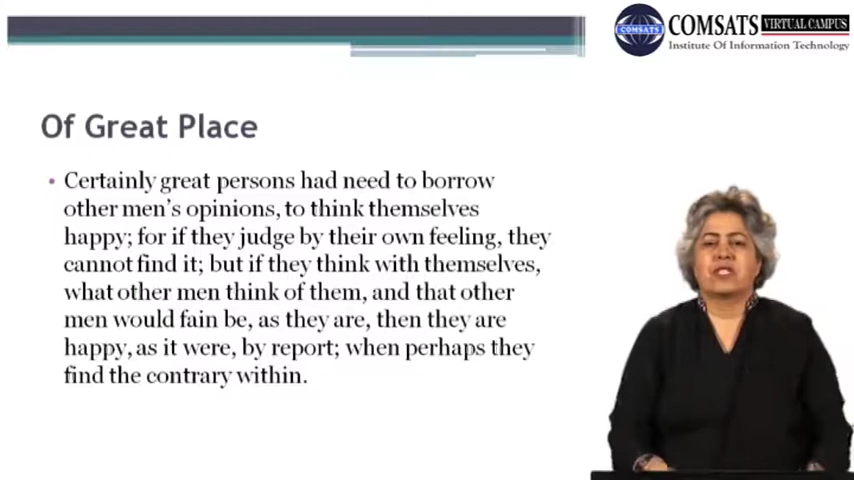 COMSATS
COMSATS VIRTUAL CAMPUS
Institute Of Information Technology
Of Great Place
• Certainly great persons had need to borrow
other men's opinions, to think themselves
happy; for if they judge by their own feeling, they
cannot find it; but if they think with themselves,
what other men think of them, and that other
men would fain be, as they are, then they are
happy, as it were, by report; when perhaps they
find the contrary within.